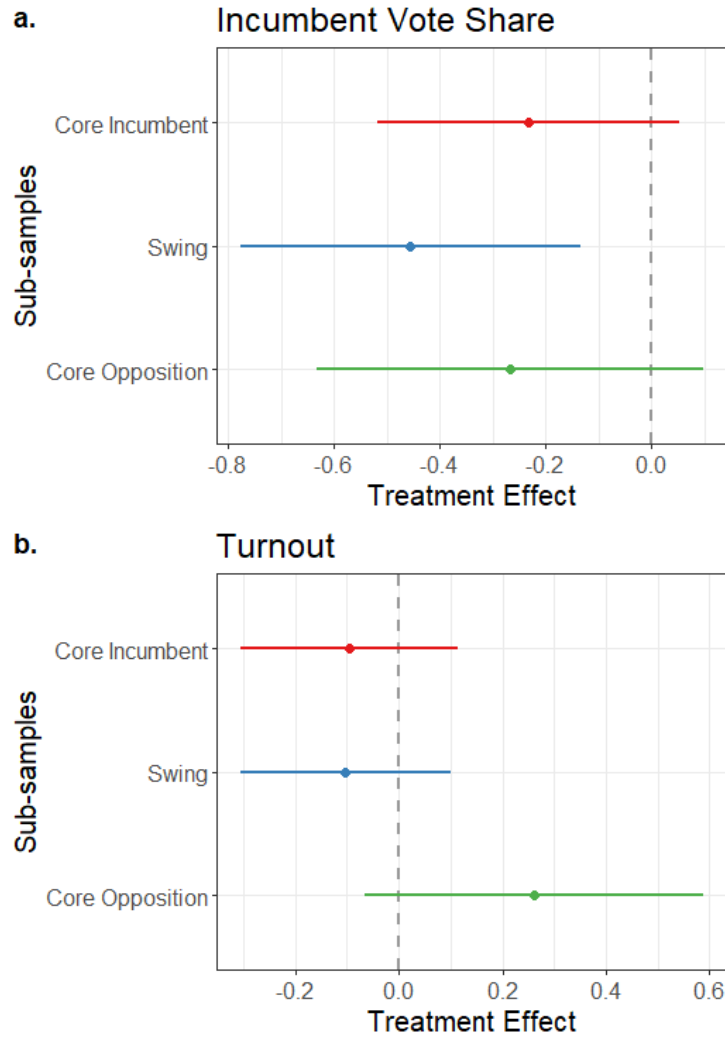 a.
Incumbent Vote Share
Sub-samples
Core Incumbent
Swing
Core Opposition
-0.8 -0.6 -0.4 -0.2 0.0
Treatment Effect
b.
Turnout
Sub-samples
Core Incumbent
Swing
Core Opposition
-0.2 0.0 0.2 0.4 0.6
Treatment Effect